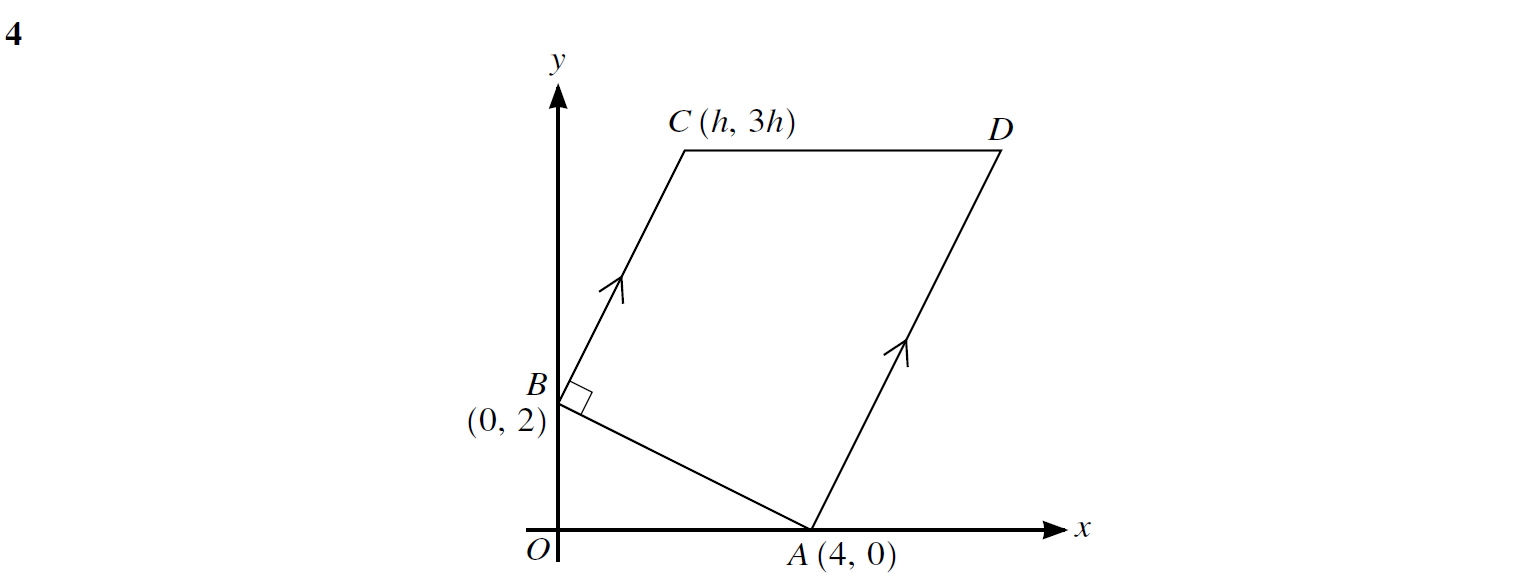 4
y
C (h, 3h)
D
B
(0, 2)
x
O
A (4, 0)